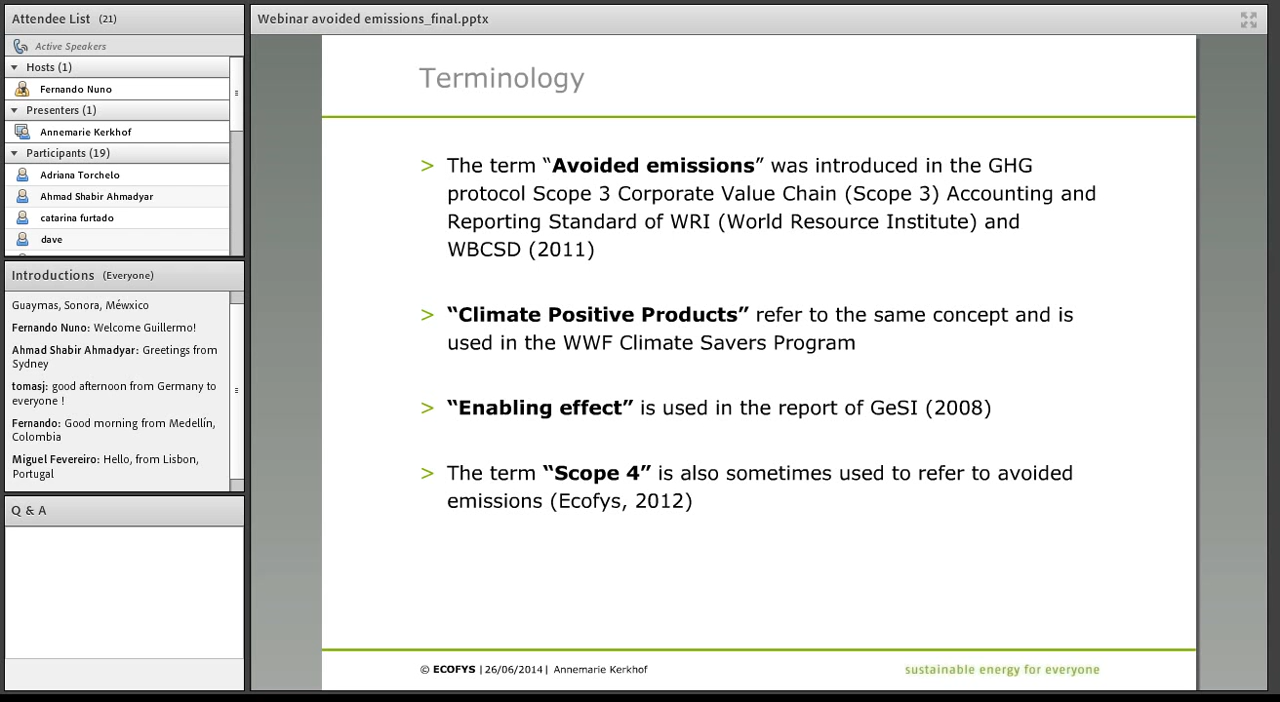 Attendee List (21)
Active Speakers
Hosts (1)
Fernando Nuno
Presenters (1)
Annemarie Kerkhof
Participants (19)
Adriana Torchelo
Ahmad Shabir Ahmadyar
catarina furtado
dave
Introductions (Everyone)
Guaymas, Sonora, Méwxico
Fernando Nuno: Welcome Guillermo!
Ahmad Shabir Ahmadyar: Greetings from
Sydney
tomasj: good afternoon from Germany to
everyone !
Fernando: Good morning from Medellín,
Colombia
Miguel Fevereiro: Hello, from Lisbon,
Portugal
Q & A
Webinar avoided emissions_final.pptx
Terminology
> The term “Avoided emissions” was introduced in the GHG
protocol Scope 3 Corporate Value Chain (Scope 3) Accounting and
Reporting Standard of WRI (World Resource Institute) and
WBCSD (2011)
> “Climate Positive Products” refer to the same concept and is
used in the WWF Climate Savers Program
> “Enabling effect” is used in the report of GeSI (2008)
> The term “Scope 4” is also sometimes used to refer to avoided
emissions (Ecofys, 2012)
© ECOFYS | 26/06/2014 | Annemarie Kerkhof
sustainable energy for everyone